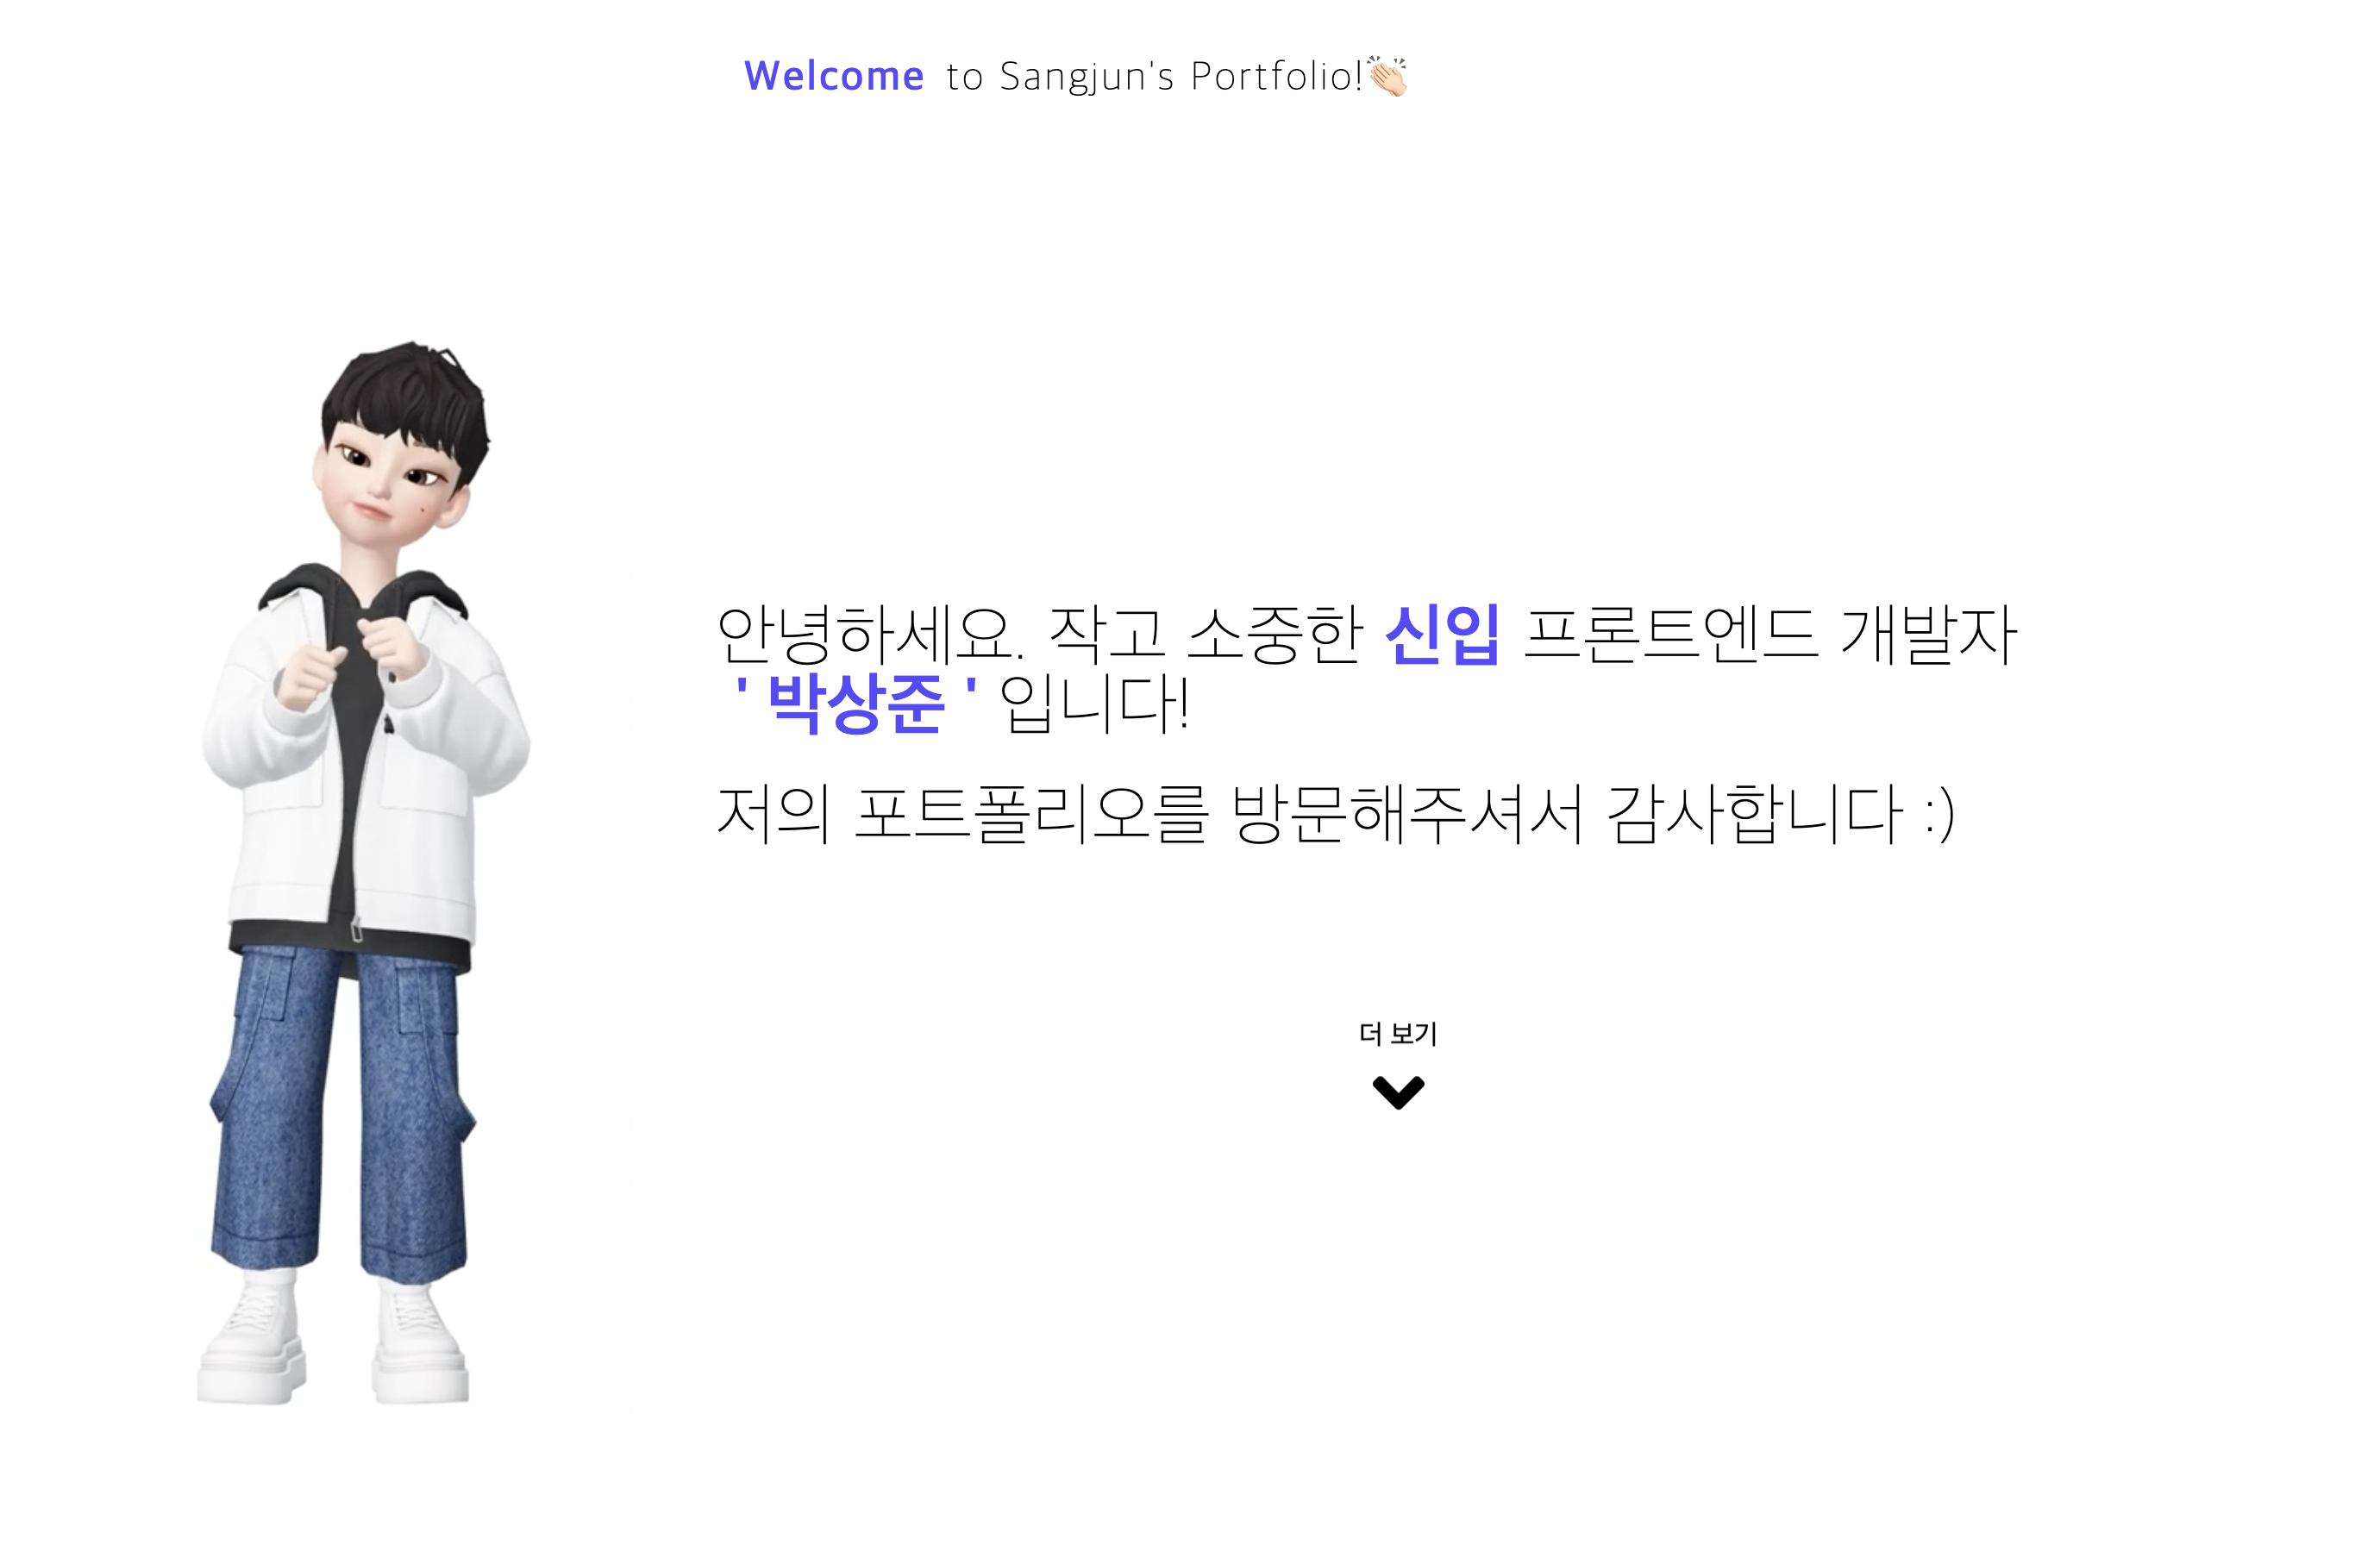 Welcome to Sangjun's Portfolio!👏🏻
안녕하세요. 작고 소중한 신입 프론트엔드 개발자
' 박상준 ' 입니다!
저의 포트폴리오를 방문해주셔서 감사합니다 :)
더 보기